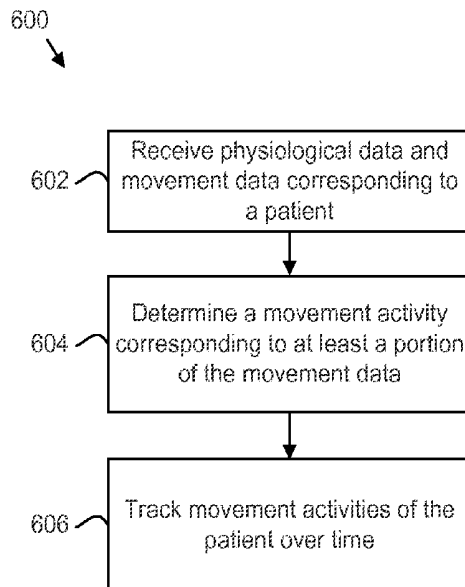 600
602
Receive physiological data and
movement data corresponding to
a patient
604
Determine a movement activity
corresponding to at least a portion
of the movement data
606
Track movement activities of the
patient over time